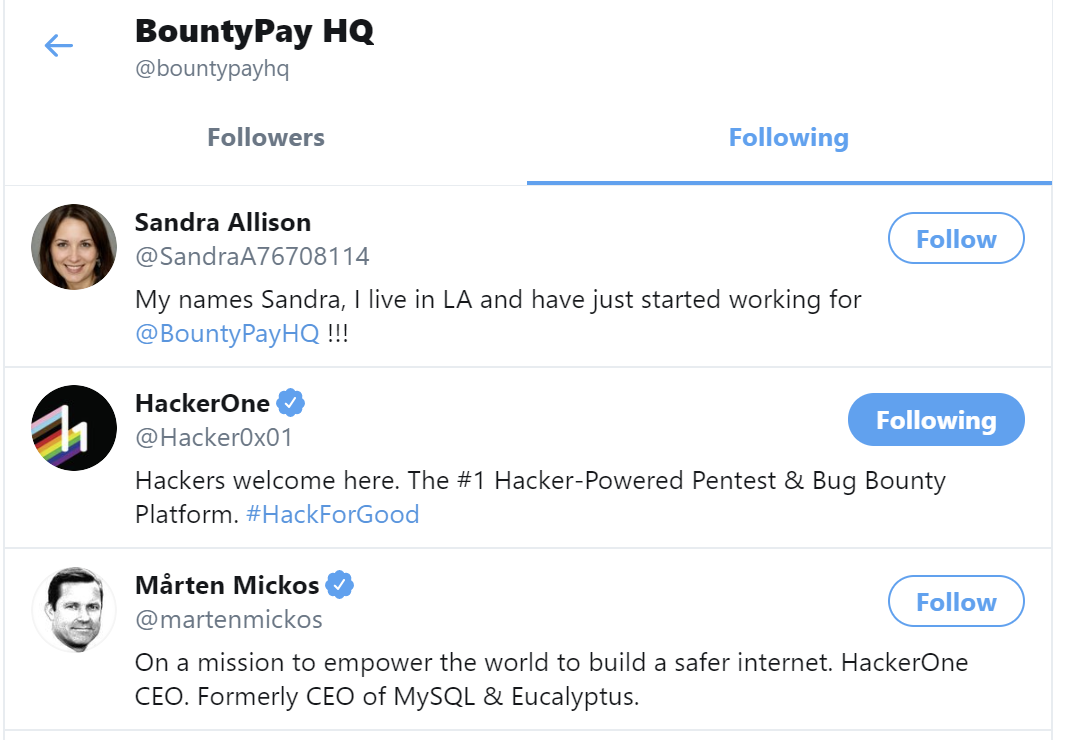 BountyPay HQ
@bountypayhq
Followers
Following
Sandra Allison
@SandraA76708114
Follow
My names Sandra, I live in LA and have just started working for
@BountyPayHQ !!!
HackerOne
@Hacker0x01
Following
Hackers welcome here. The #1 Hacker-Powered Pentest & Bug Bounty
Platform. #HackForGood
Mårten Mickos
@martenmickos
Follow
On a mission to empower the world to build a safer internet. HackerOne
CEO. Formerly CEO of MySQL & Eucalyptus.